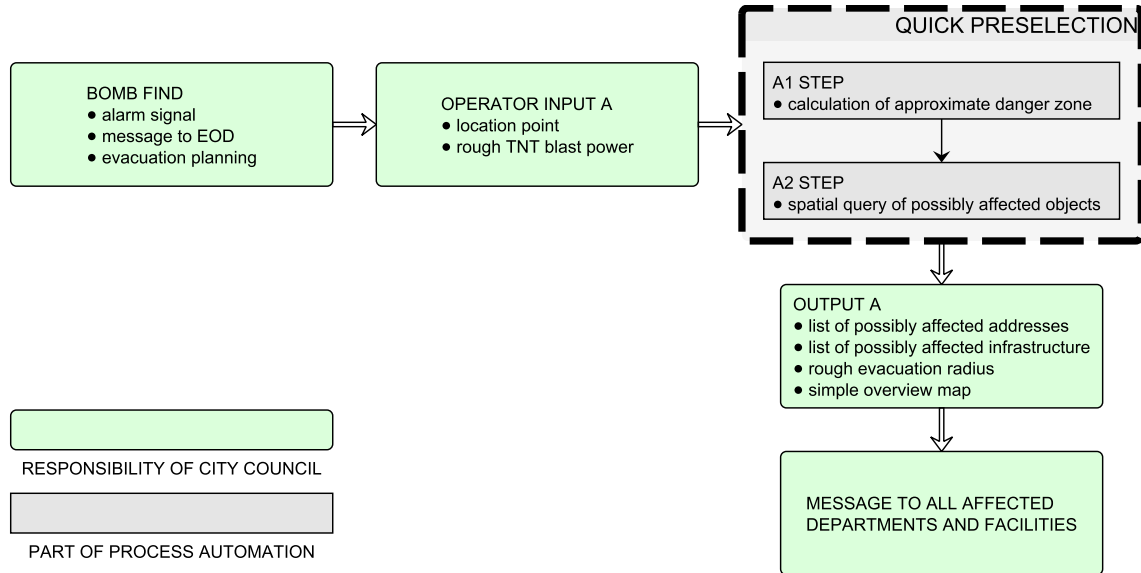 BOMB FIND
● alarm signal
● message to EOD
● evacuation planning
OPERATOR INPUT A
● location point
● rough TNT blast power
QUICK PRESELECTION
A1 STEP
● calculation of approximate danger zone
A2 STEP
● spatial query of possibly affected objects
OUTPUT A
● list of possibly affected addresses
● list of possibly affected infrastructure
● rough evacuation radius
● simple overview map
MESSAGE TO ALL AFFECTED
DEPARTMENTS AND FACILITIES
RESPONSIBILITY OF CITY COUNCIL
PART OF PROCESS AUTOMATION